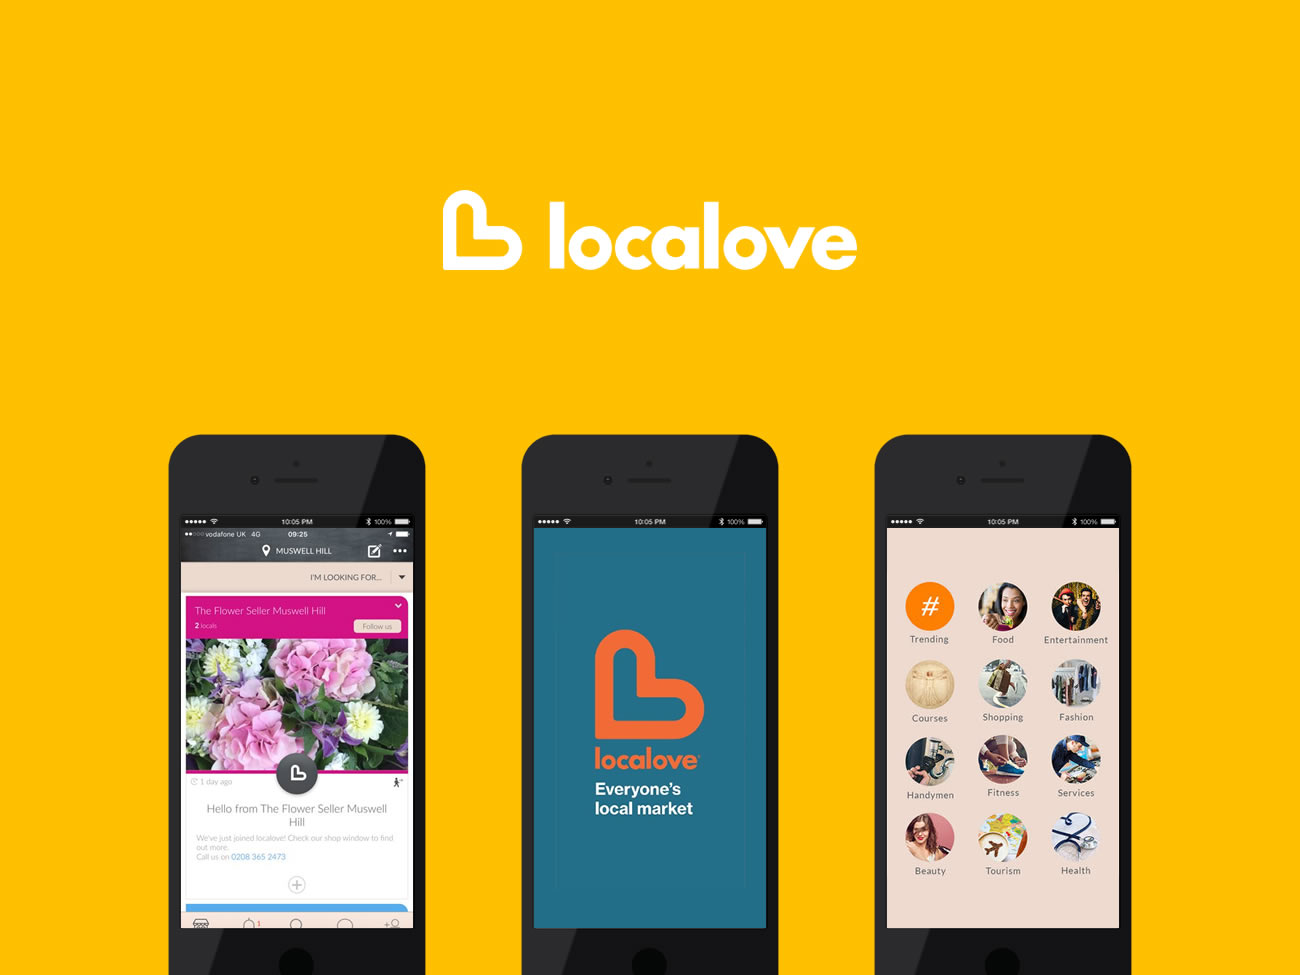 localove
10:05 PM
100%
vodafone UK 4G
09:25
MUSWELL HILL
I'M LOOKING FOR...
The Flower Seller Muswell Hill
2 locals
Follow us
1 day ago
Hello from The Flower Seller Muswell
Hill
We've just joined localove! Check our shop window to find
out more.
Call us on 0208 365 2473
1
10:05 PM
100%
localove
Everyone's
local market
10:05 PM
100%
#
Trending
Food
Entertainment
Courses
Shopping
Fashion
Handymen
Fitness
Services
Beauty
Tourism
Health